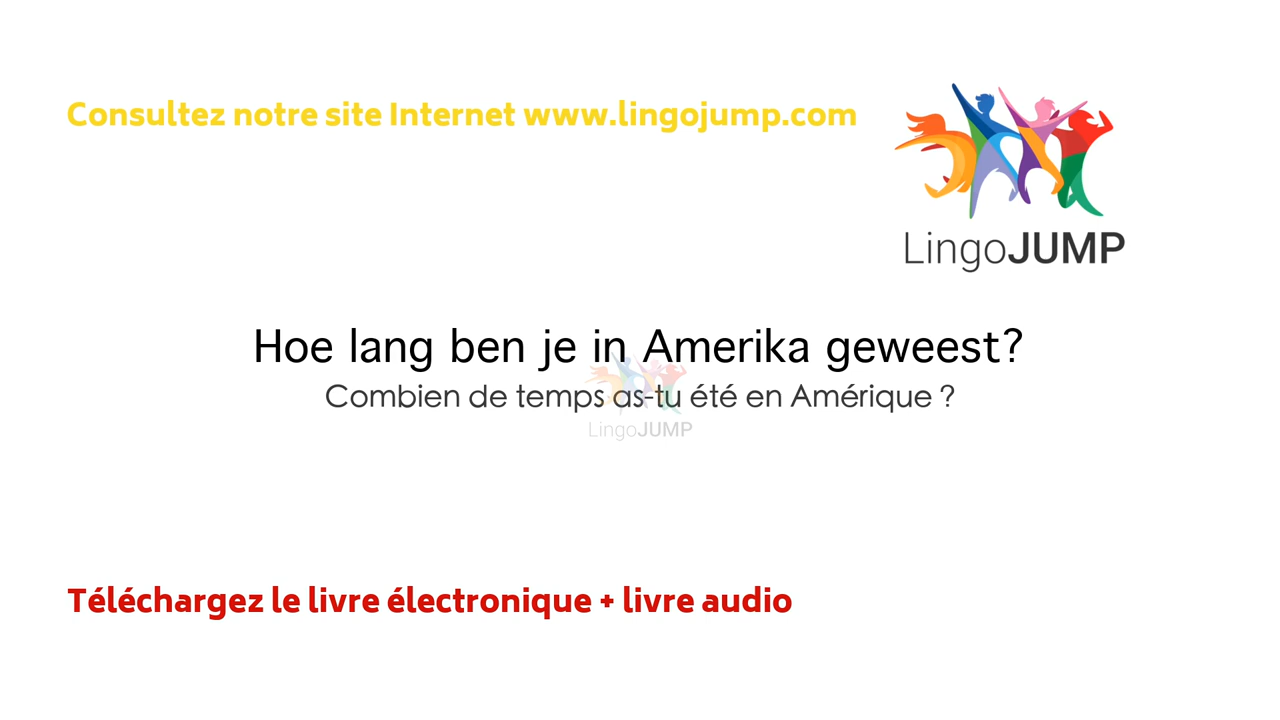 Consultez notre site Internet www.lingojump.com
LingoJUMP
Hoe lang ben je in Amerika geweest?
Combien de temps as-tu été en Amérique ?
LingoJUMP
Téléchargez le livre électronique + livre audio